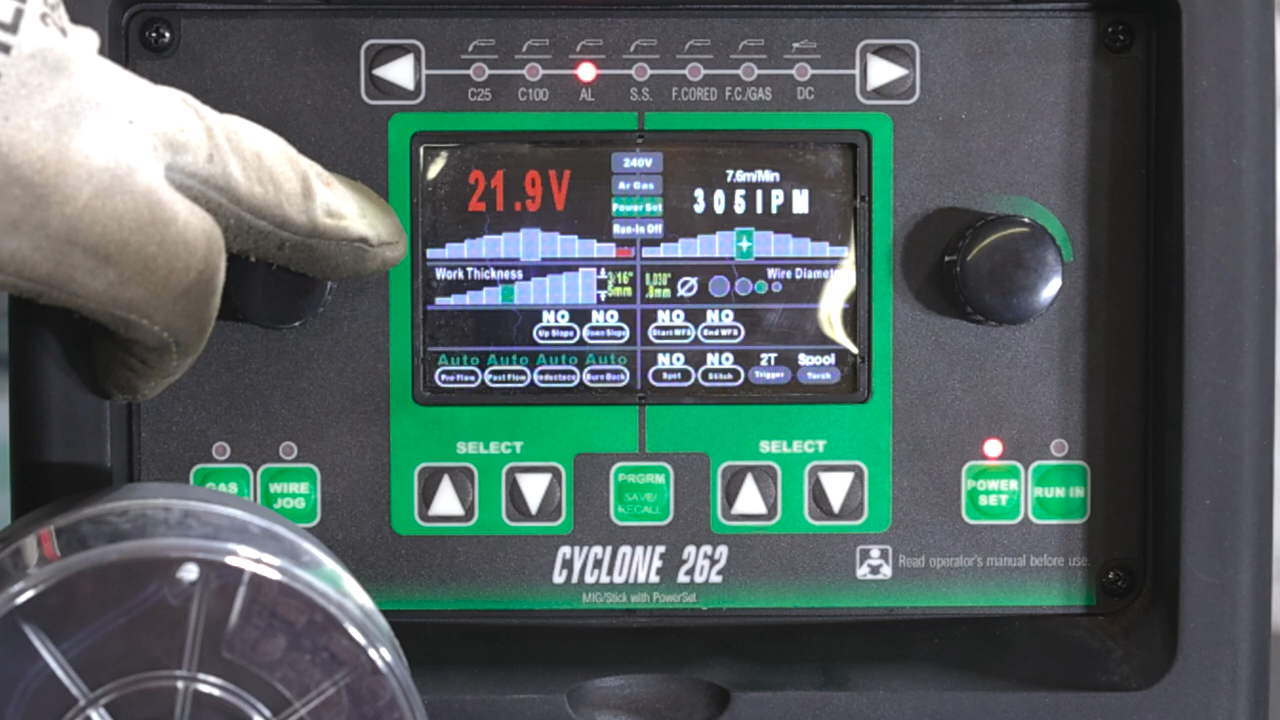 C25 C100 AL S.S. F.CORED F.C./GAS DC
240V
21.9V
Ar Gas
7.6m/Min
305IPM
Power Set
Run-In Off
Work Thickness
3/16"
5mm
0.030"
.8mm
Wire Diamet
NO NO NO NO
Up Slope Down Slope Start WFS End WFS
Auto Auto Auto Auto NO NO 2T Spool
Pre Flow Post Flow Burn Back Spot Stitch Trigger Torch
SELECT SELECT
GAS
WIRE JOG
PRGRM
SAVE/
RECALL
POWER SET
RUN IN
CYCLONE 262
Read operator's manual before use.
MIG/Stick with PowerSet